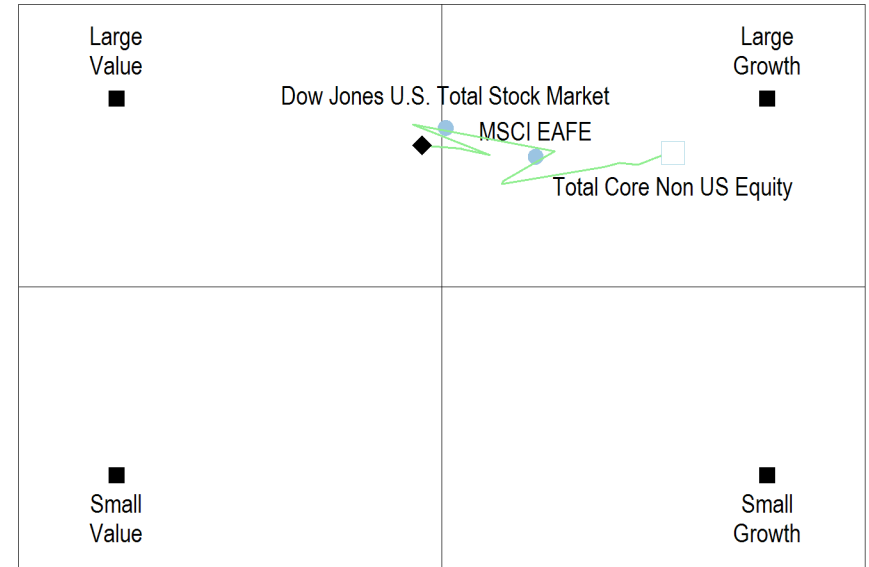 Large
Value
Large
Growth
Dow Jones U.S. Total Stock Market
MSCI EAFE
Total Core Non US Equity
Small
Value
Small
Growth